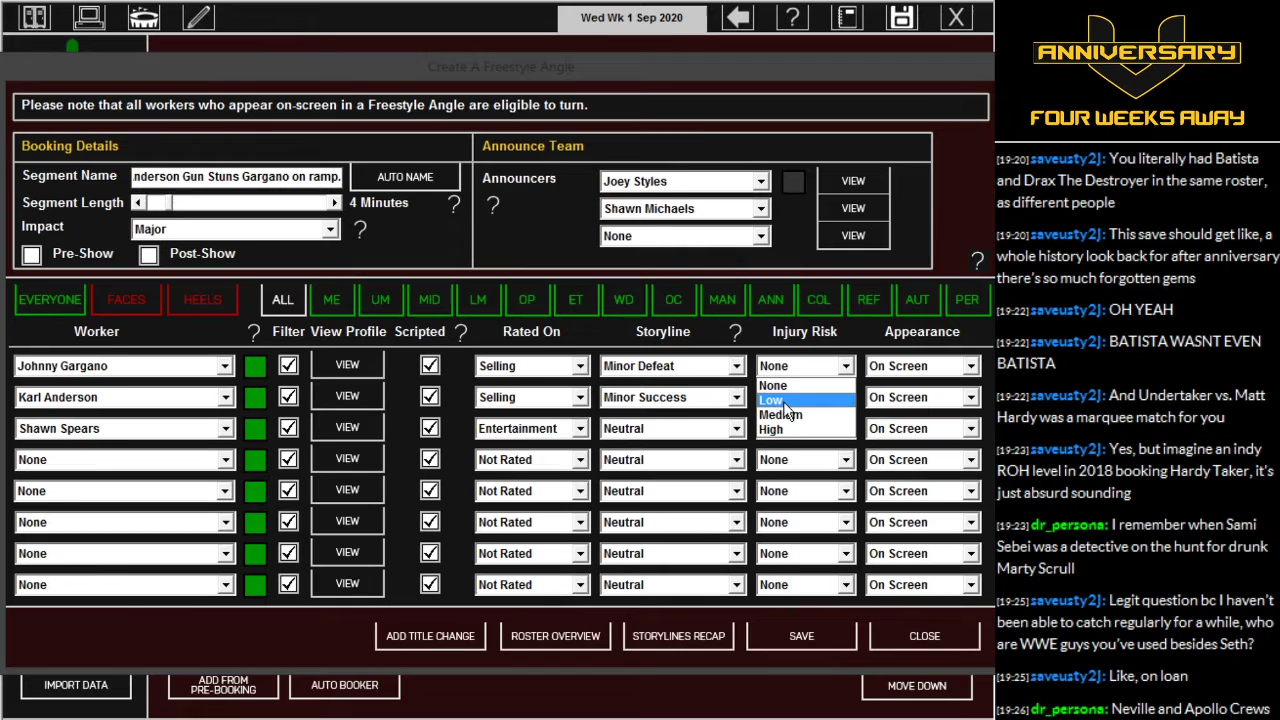 Wed Wk 1 Sep 2020
?
X
Create A Freestyle Angle
Please note that all workers who appear on-screen in a Freestyle Angle are eligible to turn.
Booking Details
Announce Team
Segment Name
.nderson Gun Stuns Gargano on ramp.
AUTO NAME
Announcers
Joey Styles
VIEW
Segment Length
4 Minutes
?
?
Shawn Michaels
VIEW
Impact
Major
?
None
VIEW
Pre-Show
Post-Show
?
EVERYONE
FACES
HEELS
ALL
ME
UM
MID
LM
OP
ET
WD
OC
MAN
ANN
COL
REF
AUT
PER
Worker
?
Filter
View Profile
Scripted
?
Rated On
Storyline
?
Injury Risk
Appearance
Johnny Gargano
VIEW
Selling
Minor Defeat
None
On Screen
None
Low
Medium
High
Karl Anderson
VIEW
Selling
Minor Success
On Screen
Shawn Spears
VIEW
Entertainment
Neutral
On Screen
None
VIEW
Not Rated
Neutral
None
On Screen
None
VIEW
Not Rated
Neutral
None
On Screen
None
VIEW
Not Rated
Neutral
None
On Screen
None
VIEW
Not Rated
Neutral
None
On Screen
None
VIEW
Not Rated
Neutral
None
On Screen
ADD TITLE CHANGE
ROSTER OVERVIEW
STORYLINES RECAP
SAVE
CLOSE
IMPORT DATA
ADD FROM
PRE-BOOKING
AUTO BOOKER
MOVE DOWN
ANNIVERSARY
FOUR WEEKS AWAY
[19:20] saveusty2J: You literally had Batista
and Drax The Destroyer in the same roster,
as different people
[19:20] saveusty2J: This save should get like, a
whole history look back for after anniversary
there's so much forgotten gems
[19:22] saveusty2J: OH YEAH
[19:22] saveusty2J: BATISTA WASNT EVEN
BATISTA
[19:22] saveusty2J: And Undertaker vs. Matt
Hardy was a marquee match for you
[19:23] saveusty2J: Yes, but imagine an indy
ROH level in 2018 booking Hardy Taker, it's
just absurd sounding
[19:23] dr_persona: I remember when Sami
Sebei was a detective on the hunt for drunk
Marty Scrull
[19:25] saveusty2J: Legit question bc I haven't
been able to catch regularly for a while, who
are WWE guys you've used besides Seth?
[19:25] saveusty2J: Like, on loan
[19:26] dr_persona: Neville and Apollo Crews